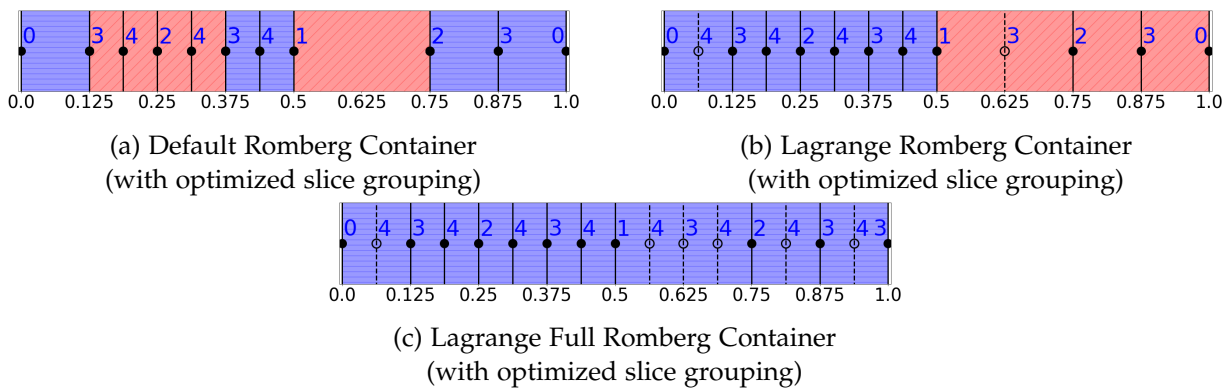 0 3 4 2 4 3 4 1 2 3 0
0.0 0.125 0.25 0.375 0.5 0.625 0.75 0.875 1.0
(a) Default Romberg Container
(with optimized slice grouping)
0 4 3 4 2 4 3 4 1 3 2 3 0
0.0 0.125 0.25 0.375 0.5 0.625 0.75 0.875 1.0
(b) Lagrange Romberg Container
(with optimized slice grouping)
0 4 3 4 2 4 3 4 1 4 3 4 2 4 3 4 3
0.0 0.125 0.25 0.375 0.5 0.625 0.75 0.875 1.0
(c) Lagrange Full Romberg Container
(with optimized slice grouping)